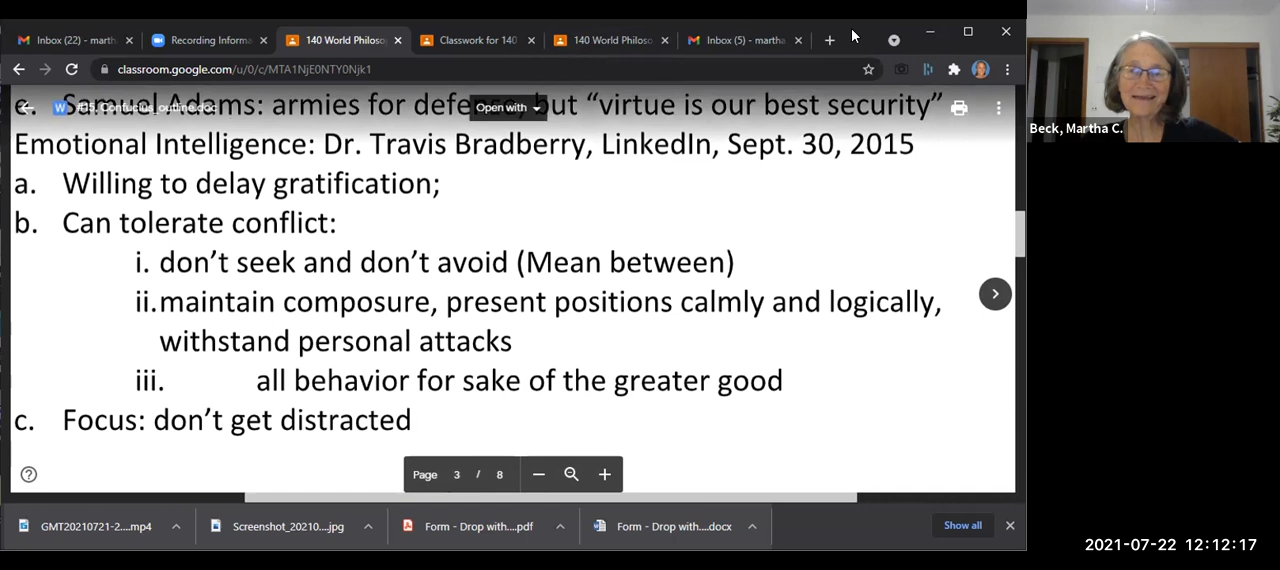 Inbox (22) - marth
Recording Informa
140 World Philoso
Classwork for 140
140 World Philoso
Inbox (5) - martha
classroom.google.com/u/0/c/MTA1NjE0NTY0Njk1
#15. Confucius_outline.doc
Open with
Samuel Adams: armies for defense, but “virtue is our best security”
Emotional Intelligence: Dr. Travis Bradberry, LinkedIn, Sept. 30, 2015
a. Willing to delay gratification;
b. Can tolerate conflict:
i. don’t seek and don’t avoid (Mean between)
ii. maintain composure, present positions calmly and logically,
withstand personal attacks
iii. all behavior for sake of the greater good
c. Focus: don’t get distracted
Page 3 / 8
GMT20210721-2....mp4
Screenshot_20210....jpg
Form - Drop with....pdf
Form - Drop with....docx
Show all
Beck, Martha C.
2021-07-22 12:12:17